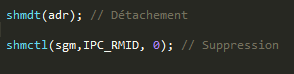 shmdt(adr); // Détachement
shmctl(sgm,IPC_RMID, 0); // Suppression